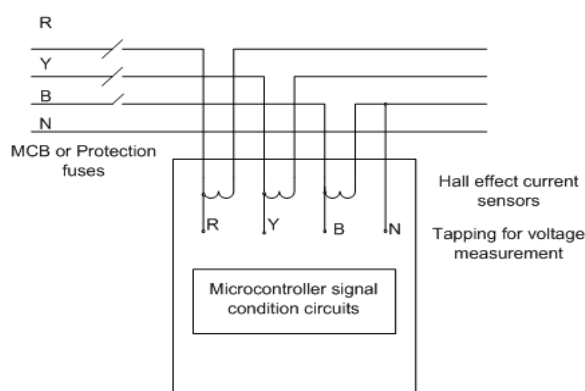 R
Y
B
N
MCB or Protection
fuses
Hall effect current
sensors
R Y B N
Tapping for voltage
measurement
Microcontroller signal
condition circuits